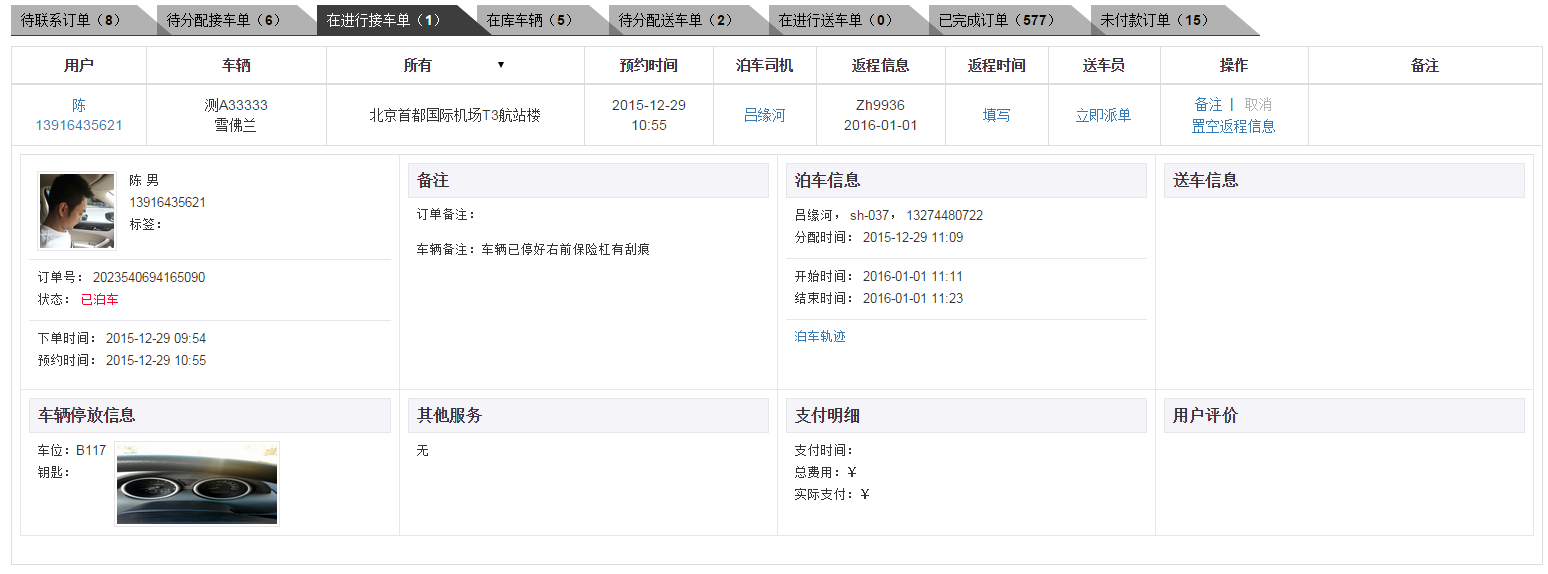 待联系订单（8） 待分配接车单（6） 在进行接车单（1） 在库车辆（5） 待分配送车单（2） 在进行送车单（0） 已完成订单（577） 未付款订单（15）
用户 车辆 所有 ▼ 预约时间 泊车司机 返程信息 返程时间 送车员 操作 备注
陈 测A33333 2015-12-29 Zh9936 备注 | 取消
北京首都国际机场T3航站楼 吕缘河 填写 立即派单
13916435621 雪佛兰 10:55 2016-01-01 置空返程信息
陈 男
13916435621
标签：
订单号： 2023540694165090
状态： 已泊车
下单时间： 2015-12-29 09:54
预约时间： 2015-12-29 10:55
备注
订单备注：
车辆备注：车辆已停好右前保险杠有刮痕
泊车信息
吕缘河， sh-037， 13274480722
分配时间： 2015-12-29 11:09
开始时间： 2016-01-01 11:11
结束时间： 2016-01-01 11:23
泊车轨迹
送车信息
车辆停放信息
车位：B117
钥匙：
其他服务
无
支付明细
支付时间：
总费用：￥
实际支付：￥
用户评价